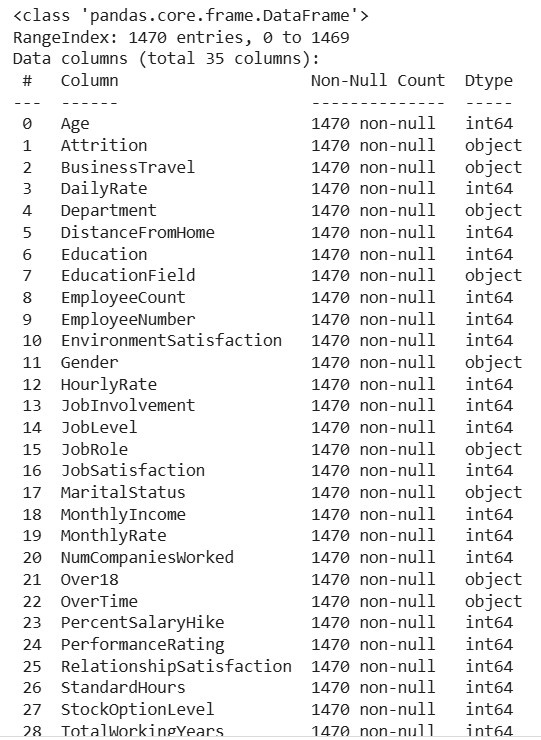 <class 'pandas.core.frame.DataFrame'>
RangeIndex: 1470 entries, 0 to 1469
Data columns (total 35 columns):
 #   Column                    Non-Null Count  Dtype
---  ------                    --------------  -----
 0   Age                       1470 non-null   int64
 1   Attrition                 1470 non-null   object
 2   BusinessTravel            1470 non-null   object
 3   DailyRate                 1470 non-null   int64
 4   Department                1470 non-null   object
 5   DistanceFromHome          1470 non-null   int64
 6   Education                 1470 non-null   int64
 7   EducationField            1470 non-null   object
 8   EmployeeCount             1470 non-null   int64
 9   EmployeeNumber            1470 non-null   int64
 10  EnvironmentSatisfaction   1470 non-null   int64
 11  Gender                    1470 non-null   object
 12  HourlyRate                1470 non-null   int64
 13  JobInvolvement            1470 non-null   int64
 14  JobLevel                  1470 non-null   int64
 15  JobRole                   1470 non-null   object
 16  JobSatisfaction           1470 non-null   int64
 17  MaritalStatus             1470 non-null   object
 18  MonthlyIncome             1470 non-null   int64
 19  MonthlyRate               1470 non-null   int64
 20  NumCompaniesWorked        1470 non-null   int64
 21  Over18                    1470 non-null   object
 22  OverTime                  1470 non-null   object
 23  PercentSalaryHike         1470 non-null   int64
 24  PerformanceRating         1470 non-null   int64
 25  RelationshipSatisfaction  1470 non-null   int64
 26  StandardHours             1470 non-null   int64
 27  StockOptionLevel          1470 non-null   int64
 28  TotalWorkingYears         1470 non-null   int64